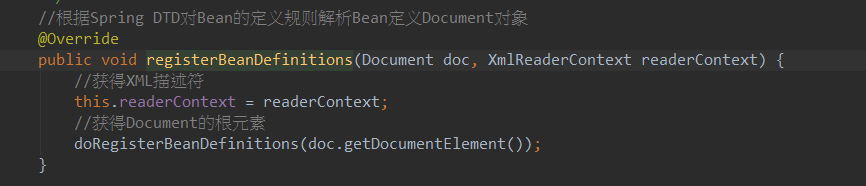 //根据Spring DTD对Bean的定义规则解析Bean定义Document对象
@Override
public void registerBeanDefinitions(Document doc, XmlReaderContext readerContext) {
//获得XML描述符
this.readerContext = readerContext;
//获得Document的根元素
doRegisterBeanDefinitions(doc.getDocumentElement());
}